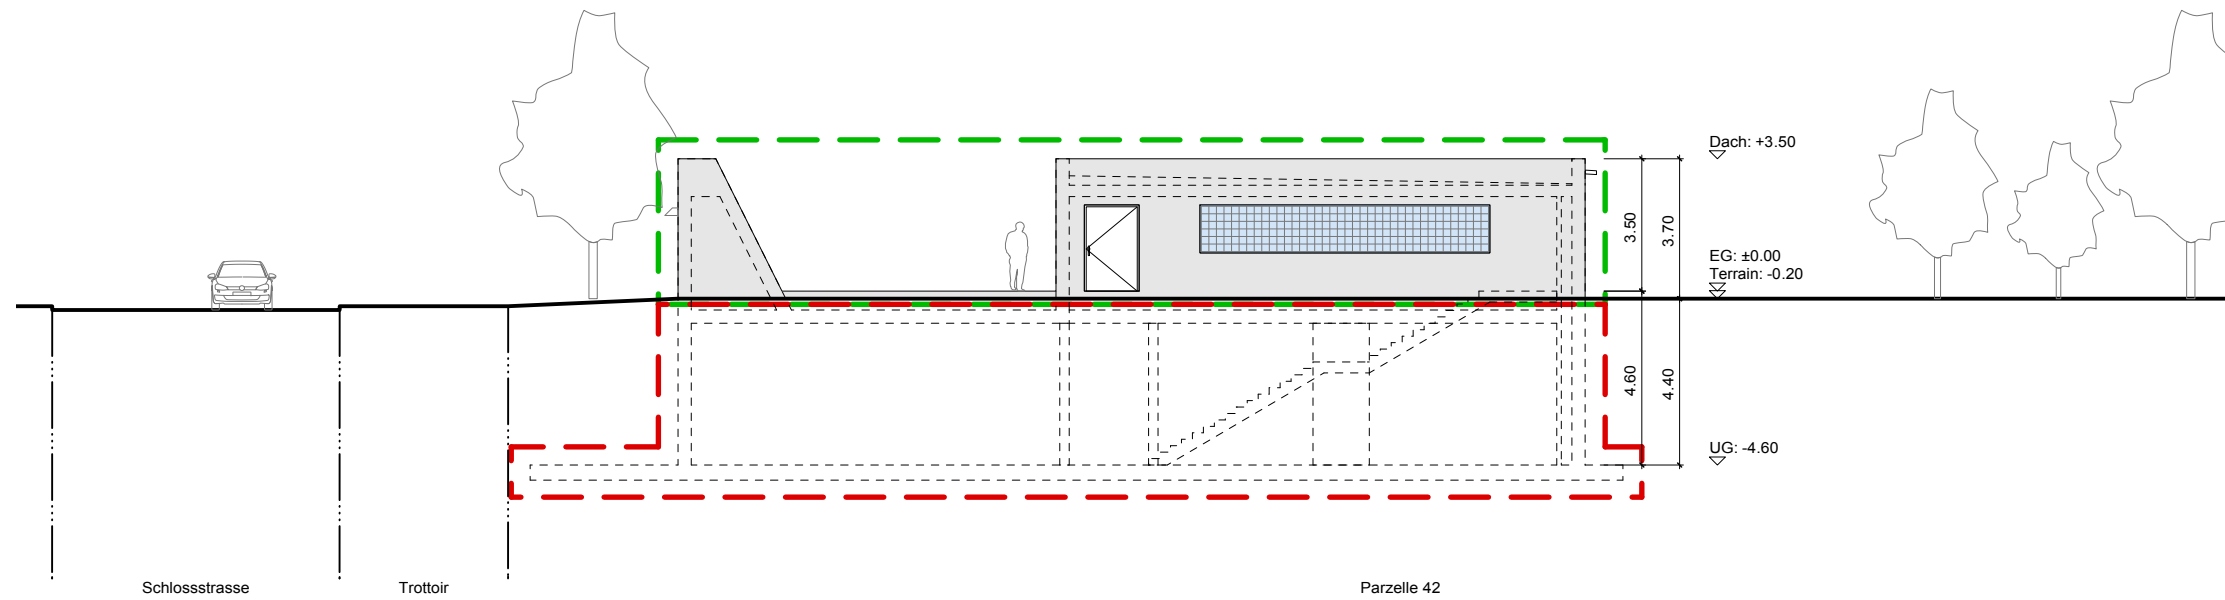 Dach: +3.50
3.50
3.70
EG: ±0.00
Terrain: -0.20
4.60
4.40
UG: -4.60
Schlossstrasse
Trottoir
Parzelle 42